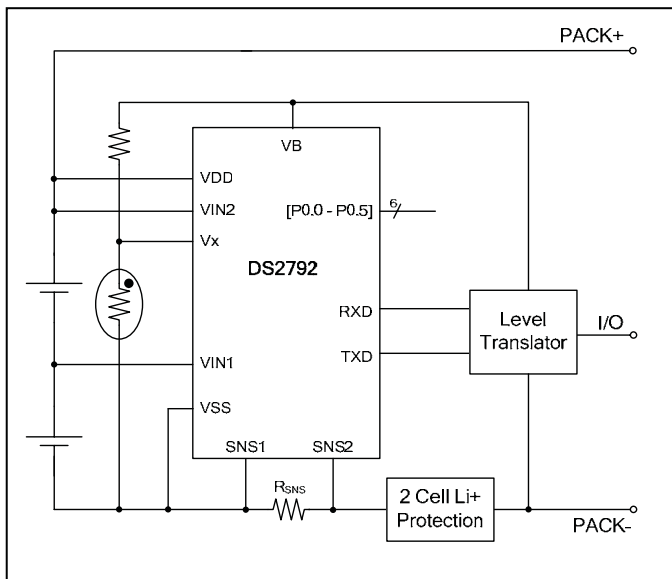 PACK+
VB
VDD
VIN2
[P0.0 - P0.5]
6
Vx
DS2792
RXD
Level
Translator
I/O
TXD
VIN1
VSS
SNS1
SNS2
RSNS
2 Cell Li+
Protection
PACK-